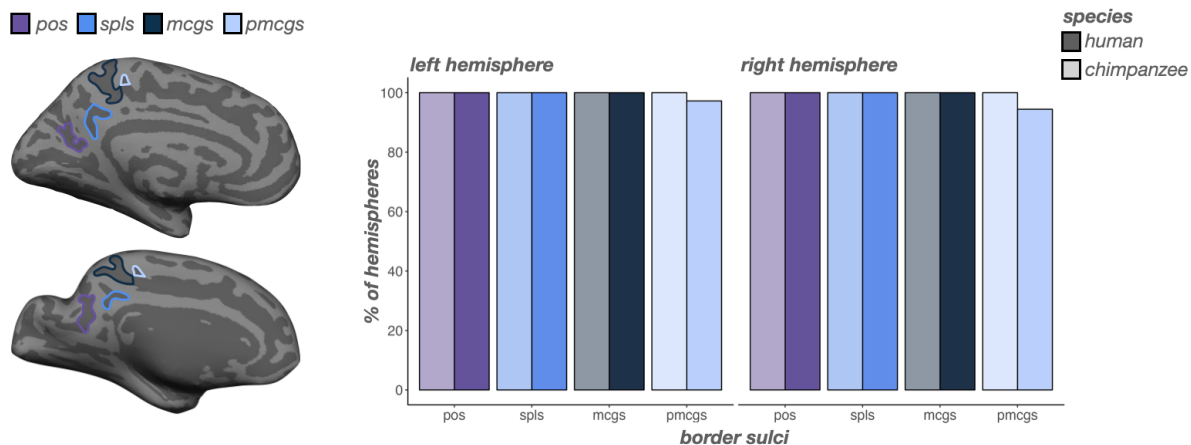 pos spls mcgs pmcgs
species
human
chimpanzee
left hemisphere
right hemisphere
% of hemispheres
100
80
60
40
20
0
pos spls mcgs pmcgs
pos spls mcgs pmcgs
border sulci